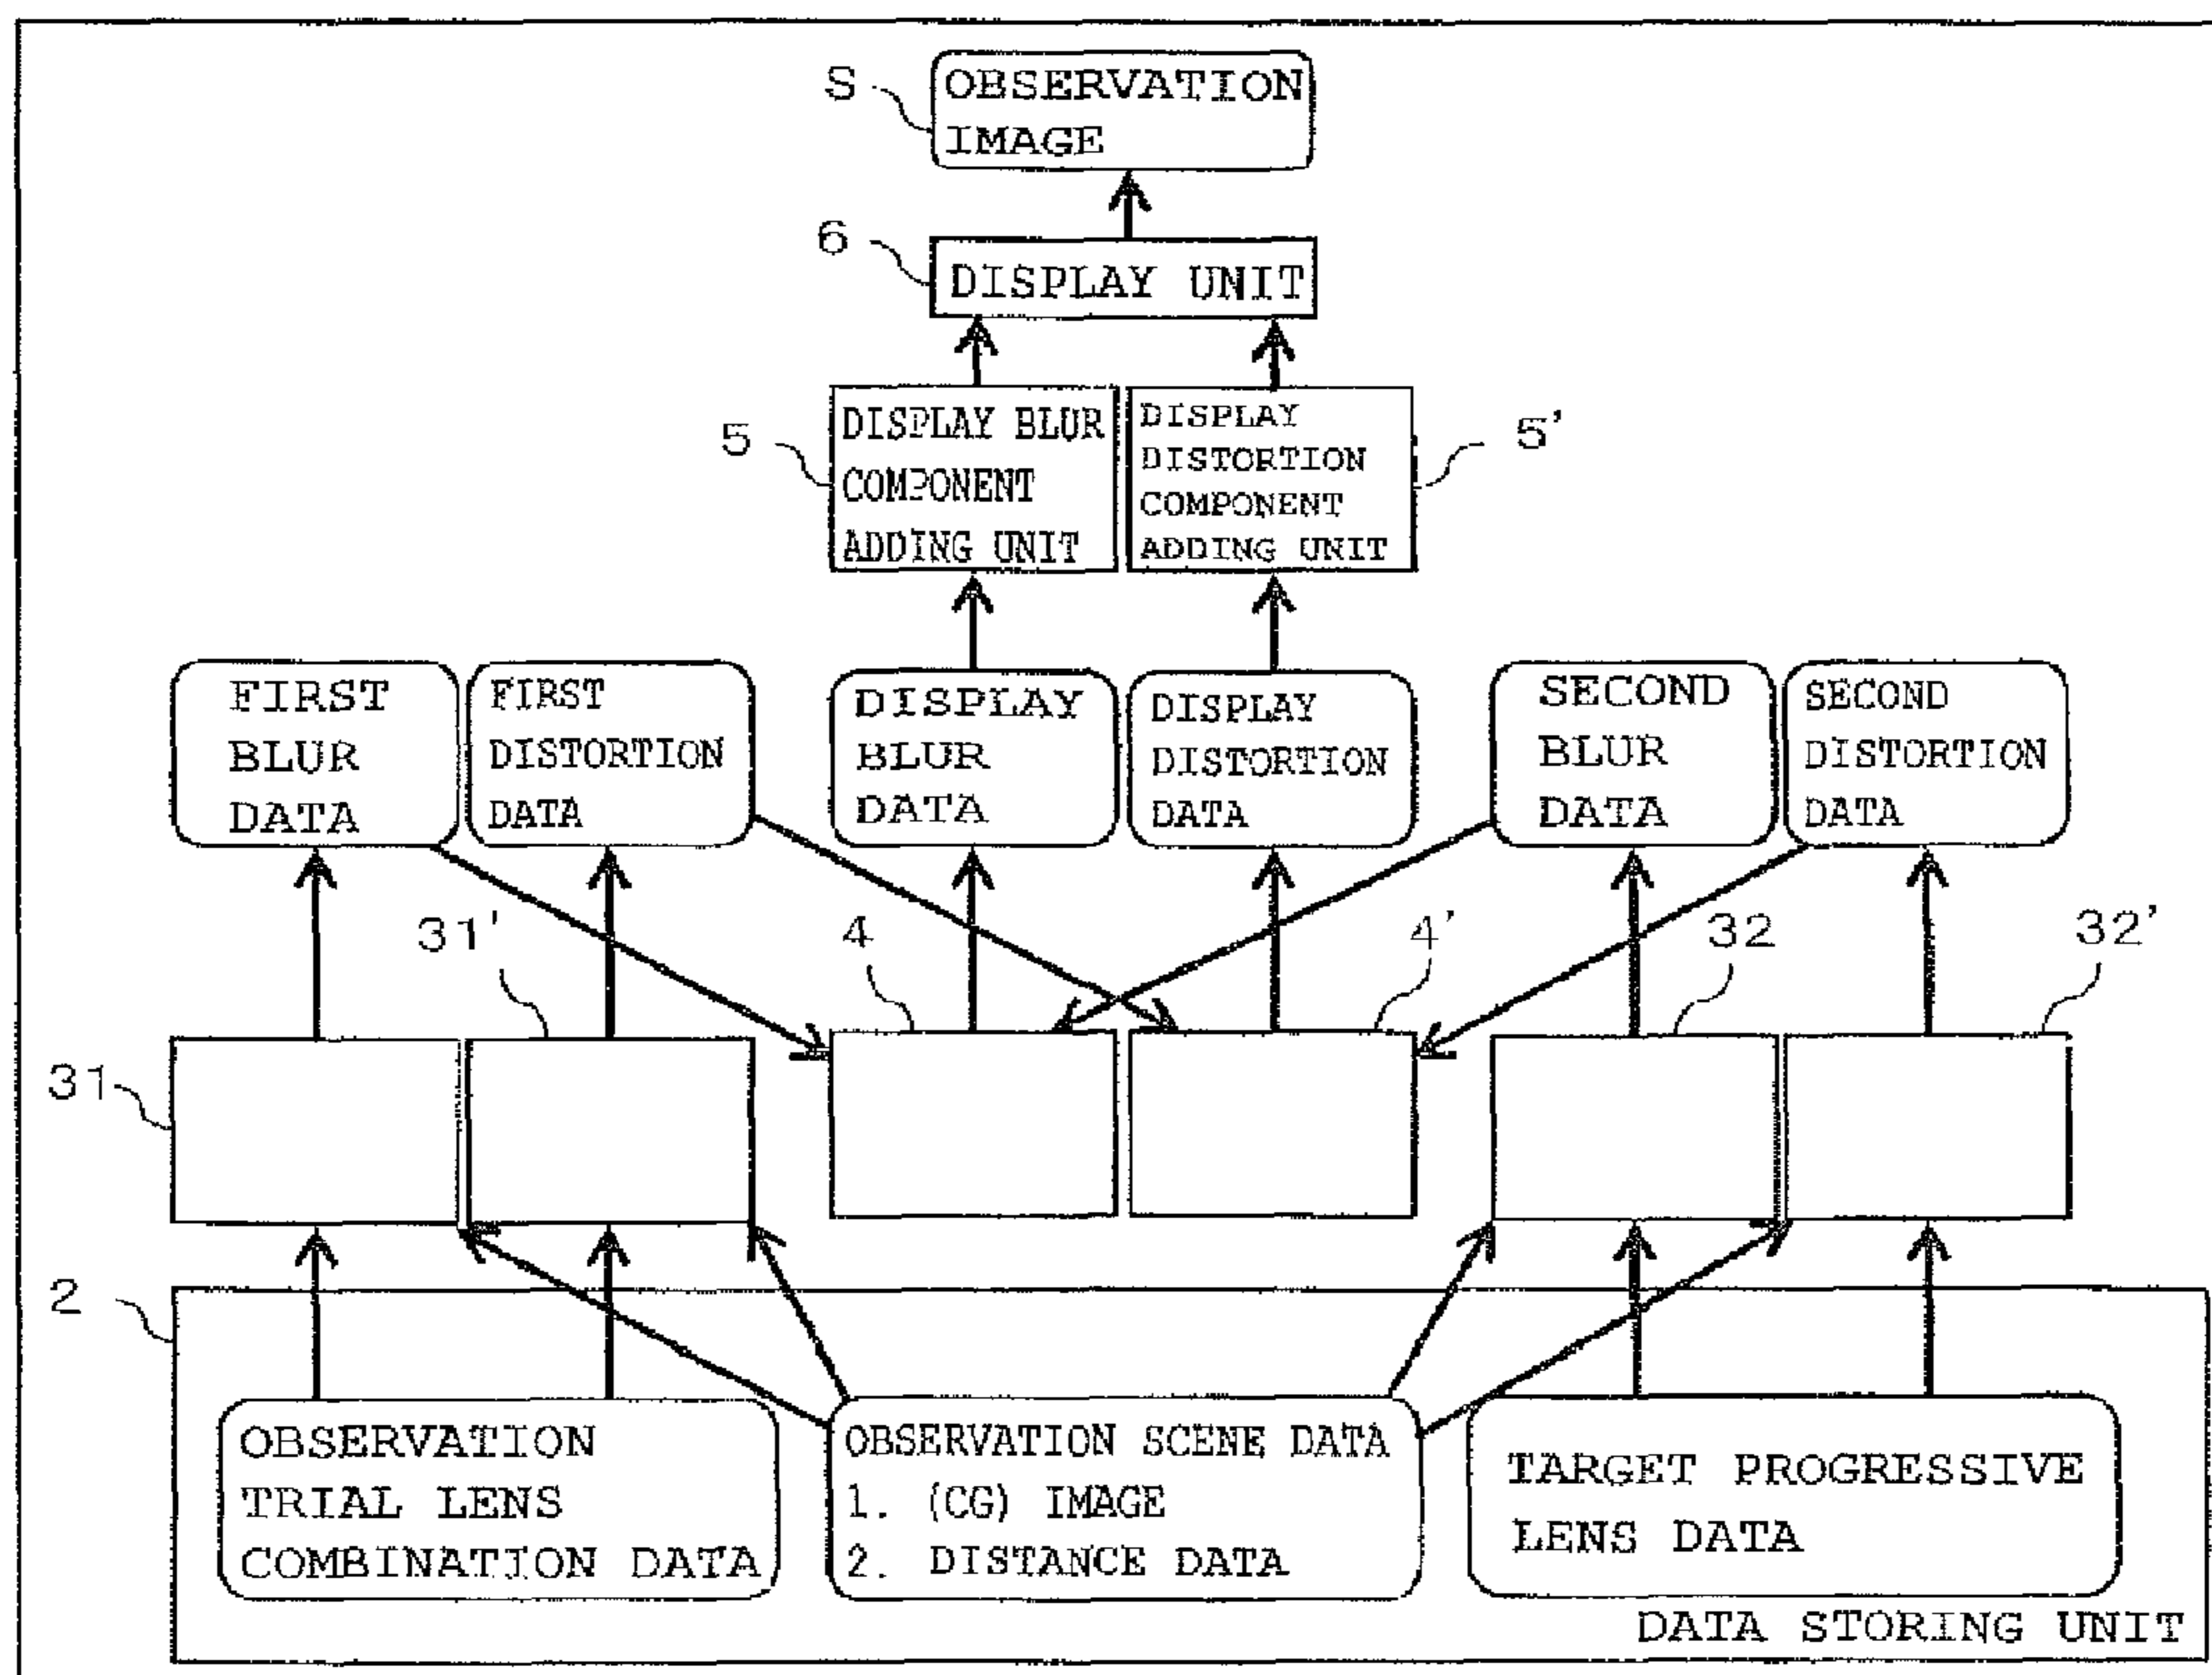 S
OBSERVATION
IMAGE
6
DISPLAY UNIT
5
DISPLAY BLUR
COMPONENT
ADDING UNIT
DISPLAY
DISTORTION
COMPONENT
ADDING UNIT
5'
FIRST
BLUR
DATA
FIRST
DISTORTION
DATA
DISPLAY
BLUR
DATA
DISPLAY
DISTORTION
DATA
SECOND
BLUR
DATA
SECOND
DISTORTION
DATA
31'
4
4'
32
32'
31
2
OBSERVATION
TRIAL LENS
COMBINATION DATA
OBSERVATION SCENE DATA
1. (CG) IMAGE
2. DISTANCE DATA
TARGET PROGRESSIVE
LENS DATA
DATA STORING UNIT